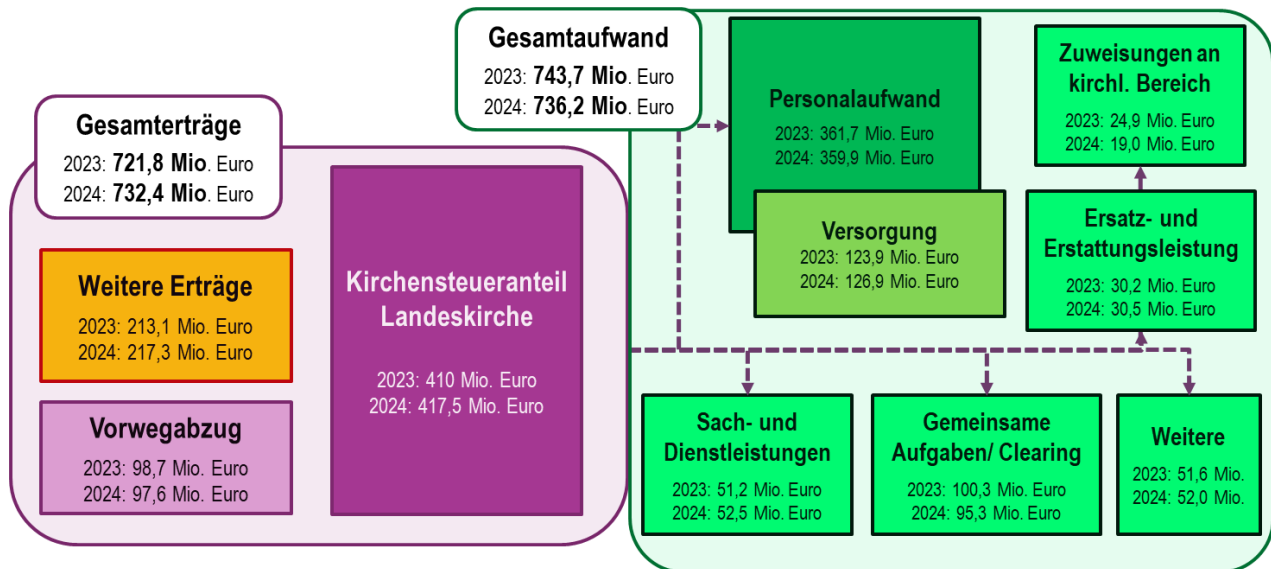 Gesamterträge
2023: 721,8 Mio. Euro
2024: 732,4 Mio. Euro
Weitere Erträge
2023: 213,1 Mio. Euro
2024: 217,3 Mio. Euro
Vorwegabzug
2023: 98,7 Mio. Euro
2024: 97,6 Mio. Euro
Kirchensteueranteil
Landeskirche
2023: 410 Mio. Euro
2024: 417,5 Mio. Euro
Gesamtaufwand
2023: 743,7 Mio. Euro
2024: 736,2 Mio. Euro
Personalaufwand
2023: 361,7 Mio. Euro
2024: 359,9 Mio. Euro
Versorgung
2023: 123,9 Mio. Euro
2024: 126,9 Mio. Euro
Zuweisungen an
kirchl. Bereich
2023: 24,9 Mio. Euro
2024: 19,0 Mio. Euro
Ersatz- und
Erstattungsleistung
2023: 30,2 Mio. Euro
2024: 30,5 Mio. Euro
Sach- und
Dienstleistungen
2023: 51,2 Mio. Euro
2024: 52,5 Mio. Euro
Gemeinsame
Aufgaben/ Clearing
2023: 100,3 Mio. Euro
2024: 95,3 Mio. Euro
Weitere
2023: 51,6 Mio.
2024: 52,0 Mio.